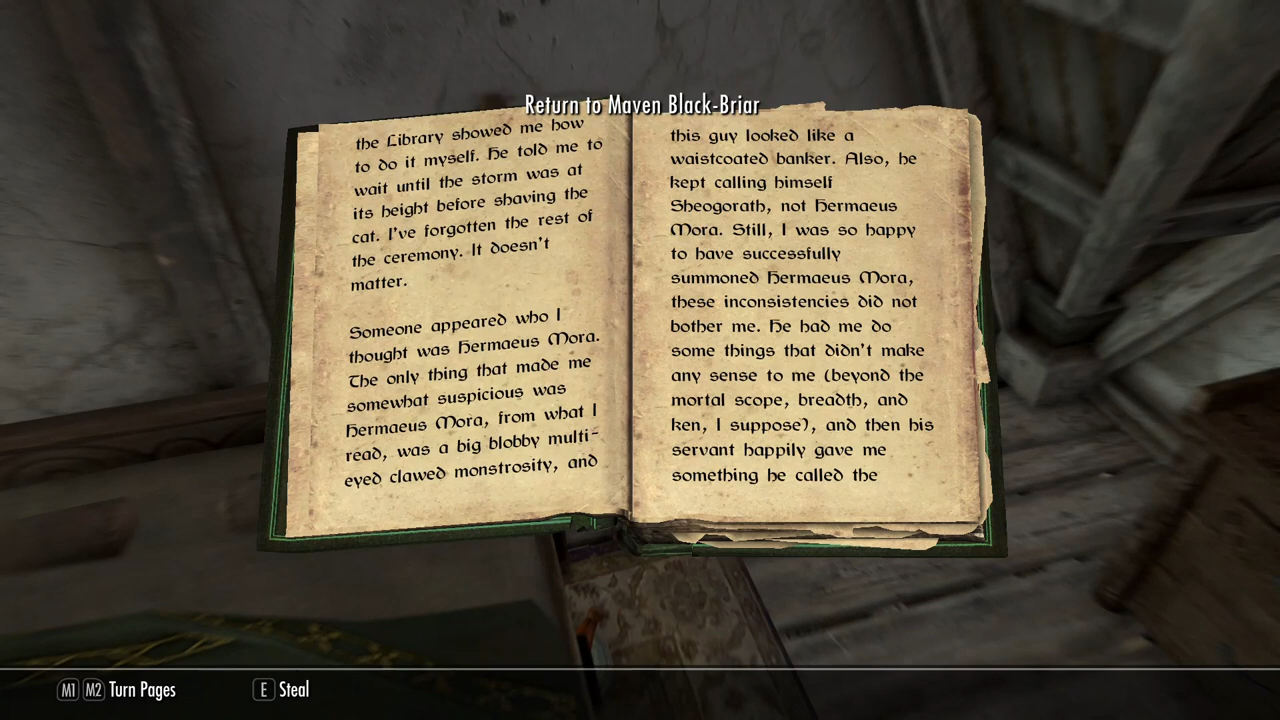 Return to Maven Black-Briar
the Library showed me how
to do it myself. He told me to
wait until the storm was at
its height before shaving the
cat. I've forgotten the rest of
the ceremony. It doesn't
matter.
Someone appeared who I
thought was Hermaeus Mora.
The only thing that made me
somewhat suspicious was
Hermaeus Mora, from what I
read, was a big blobby multi-
eyed clawed monstrosity, and
this guy looked like a
waistcoated banker. Also, he
kept calling himself
Sheogorath, not Hermaeus
Mora. Still, I was so happy
to have successfully
summoned Hermaeus Mora,
these inconsistencies did not
bother me. He had me do
some things that didn't make
any sense to me (beyond the
mortal scope, breadth, and
ken, I suppose), and then his
servant happily gave me
something he called the
M1 M2 Turn Pages
E Steal